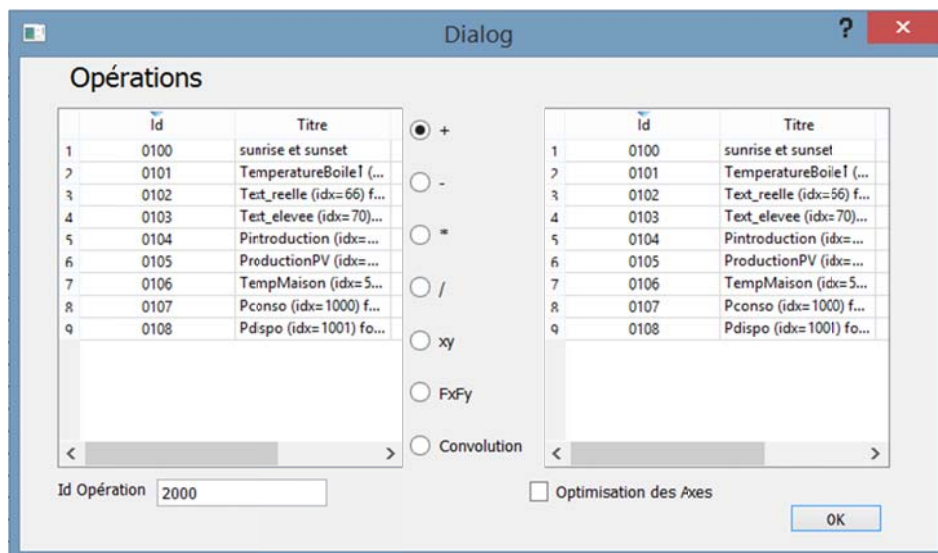 Dialog
?
×
Opérations
Id Titre
1 0100 sunrise et sunset
2 0101 TemperatureBoile1 (...
3 0102 Text_reelle (idx=66) f...
4 0103 Text_elevee (idx=70)...
5 0104 Pintroduction (idx=...
6 0105 ProductionPV (idx=...
7 0106 TempMaison (idx=5...
8 0107 Pconso (idx=1000) f...
9 0108 Pdispo (idx=1001) fo...
+
-
*
/
xy
FxFy
Convolution
Id Titre
1 0100 sunrise et sunset
2 0101 TemperatureBoile1 (...
3 0102 Text_reelle (idx=66) f...
4 0103 Text_elevee (idx=70)...
5 0104 Pintroduction (idx=...
6 0105 ProductionPV (idx=...
7 0106 TempMaison (idx=5...
8 0107 Pconso (idx=1000) f...
9 0108 Pdispo (idx=1001) fo...
Id Opération 2000
Optimisation des Axes
OK